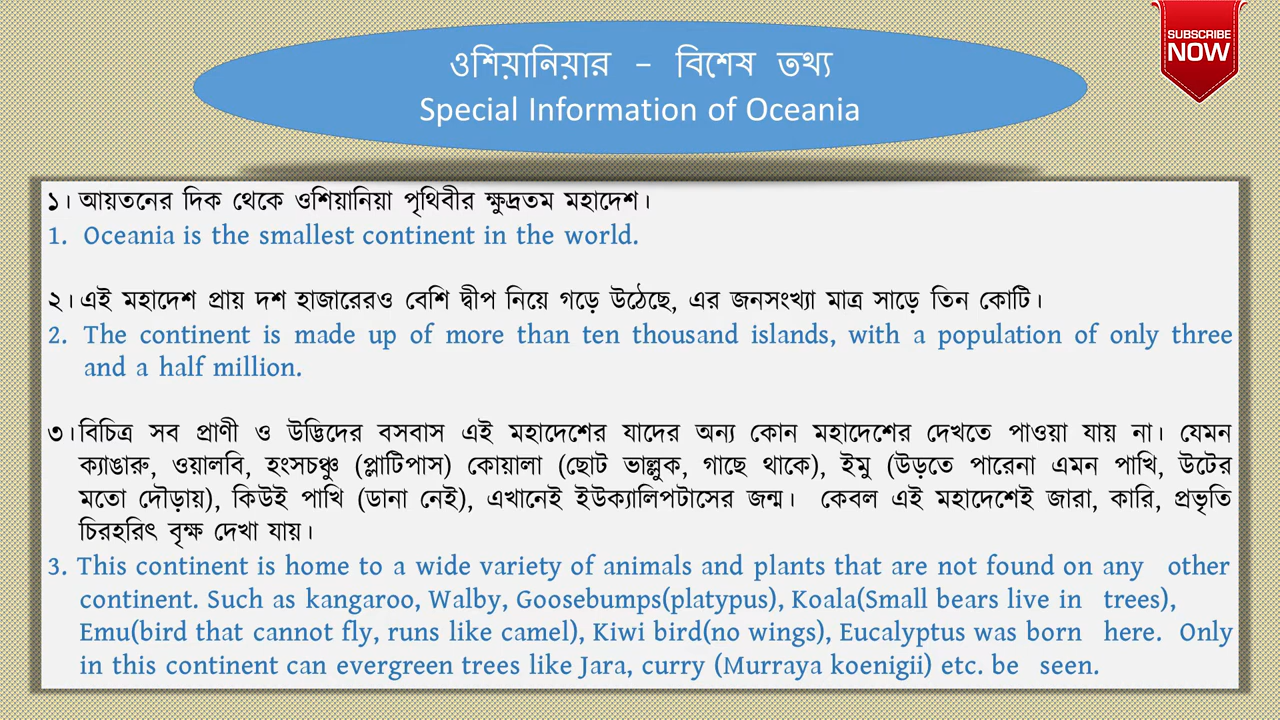 ওশিয়ানিয়ার – বিশেষ তথ্য
SUBSCRIBE
NOW
Special Information of Oceania
১। আয়তনের দিক থেকে ওশিয়ানিয়া পৃথিবীর ক্ষুদ্রতম মহাদেশ।
1. Oceania is the smallest continent in the world.
২। এই মহাদেশ প্রায় দশ হাজারেরও বেশি দ্বীপ নিয়ে গড়ে উঠেছে, এর জনসংখ্যা মাত্র সাড়ে তিন কোটি।
2. The continent is made up of more than ten thousand islands, with a population of only three
and a half million.
৩। বিচিত্র সব প্রাণী ও উদ্ভিদের বসবাস এই মহাদেশের যাদের অন্য কোন মহাদেশের দেখতে পাওয়া যায় না। যেমন
ক্যাঙারু, ওয়ালবি, হংসচঞ্চু (প্লাটিপাস) কোয়ালা (ছোট ভাল্লুক, গাছে থাকে), ইমু (উড়তে পারেনা এমন পাখি, উটের
মতো দৌড়ায়), কিউই পাখি (ডানা নেই), এখানেই ইউক্যালিপটাসের জন্ম। কেবল এই মহাদেশেই জারা, কারি, প্রভৃতি
চিরহরিৎ বৃক্ষ দেখা যায়।
3. This continent is home to a wide variety of animals and plants that are not found on any other
continent. Such as kangaroo, Walby, Goosebumps(platypus), Koala(Small bears live in trees),
Emu(bird that cannot fly, runs like camel), Kiwi bird(no wings), Eucalyptus was born here. Only
in this continent can evergreen trees like Jara, curry (Murraya koenigii) etc. be seen.